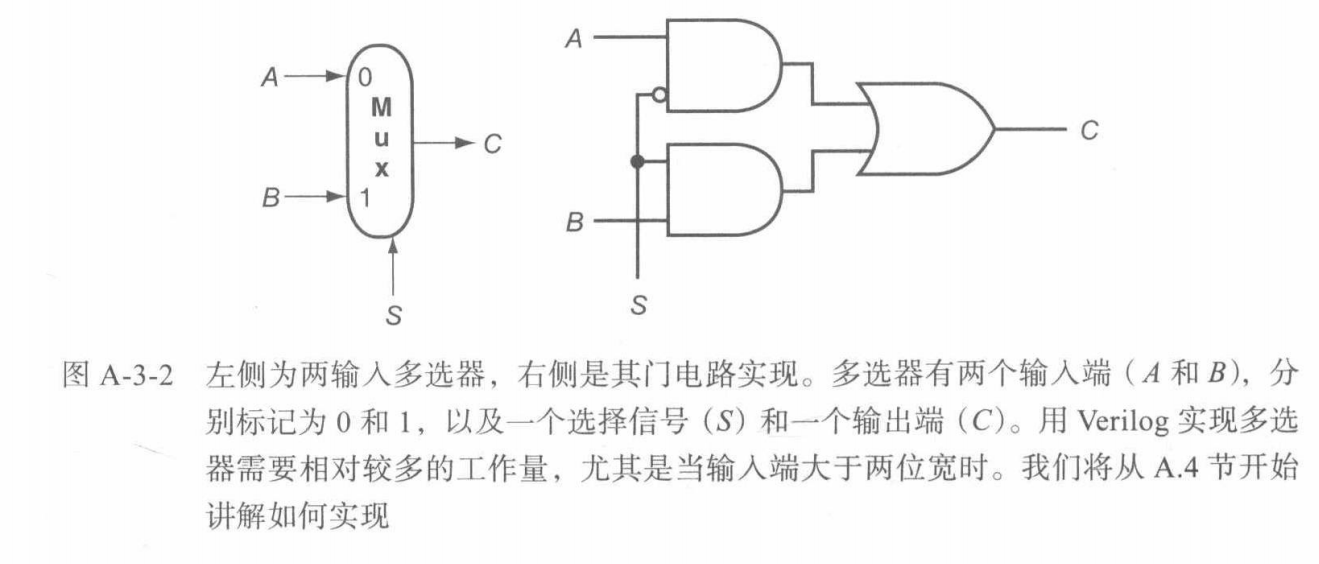 A
0
Mux
C
B
1
S
A
C
B
S
图 A-3-2 左侧为两输入多选器，右侧是其门电路实现。多选器有两个输入端（A 和 B），分
别标记为 0 和 1，以及一个选择信号（S）和一个输出端（C）。用 Verilog 实现多选
器需要相对较多的工作量，尤其是当输入端大于两位宽时。我们将从 A.4 节开始
讲解如何实现